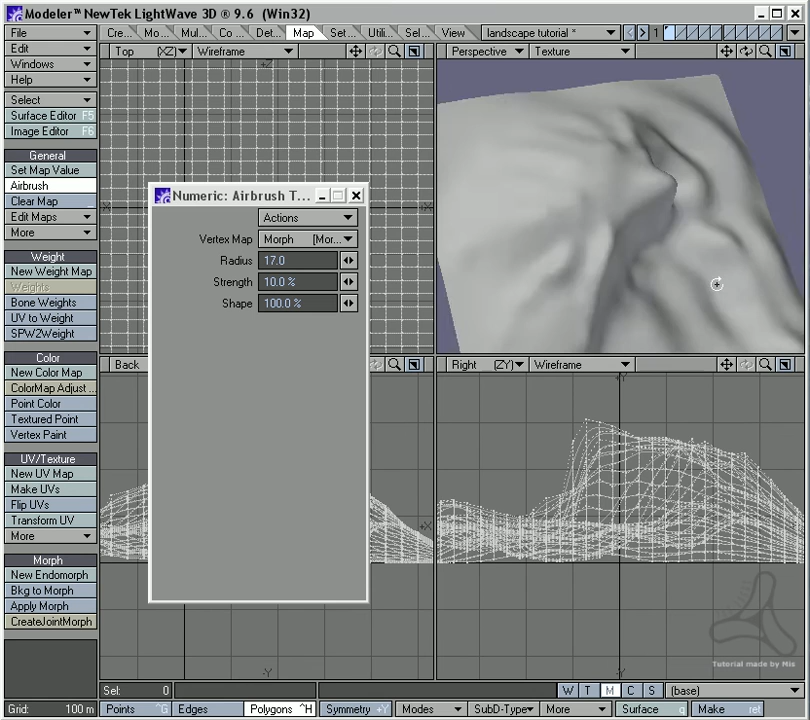 Modeler™ NewTek LightWave 3D ® 9.6 (Win32)
File
Cre... Mo... Mul... Co... Det... Map Set... Utili... Sel... View landscape tutorial * 1
Edit
Windows
Help
Top (XZ) Wireframe
Perspective Texture
Select
Surface Editor F5
Image Editor F6
General
Set Map Value
Airbrush
Clear Map
Edit Maps
More
Weight
New Weight Map
Weights
Bone Weights
UV to Weight
SPW2Weight
Color
New Color Map
ColorMap Adjust ...
Point Color
Textured Point
Vertex Paint
UV/Texture
New UV Map
Make UVs
Flip UVs
Transform UV
More
Morph
New Endomorph
Bkg to Morph
Apply Morph
CreateJointMorph
Numeric: Airbrush T...
Actions
Vertex Map Morph [Mor...
Radius 17.0
Strength 10.0 %
Shape 100.0 %
Back
Right (ZY) Wireframe
Tutorial made by Mis
Sel: 0
W T M C S (base)
Grid: 100 m
Points ^G Edges Polygons ^H Symmetry +Y Modes SubD-Type More Surface q Make ret